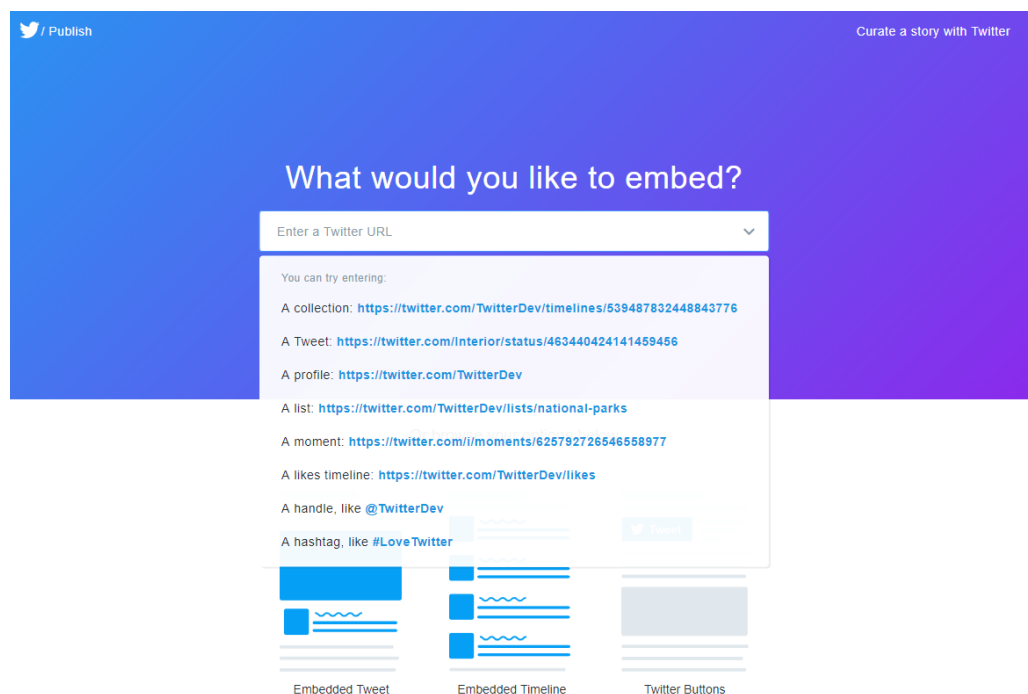 / Publish
Curate a story with Twitter
What would you like to embed?
Enter a Twitter URL
You can try entering:
A collection: https://twitter.com/TwitterDev/timelines/539487832448843776
A Tweet: https://twitter.com/Interior/status/463440424141459456
A profile: https://twitter.com/TwitterDev
A list: https://twitter.com/TwitterDev/lists/national-parks
A moment: https://twitter.com/i/moments/625792726546558977
A likes timeline: https://twitter.com/TwitterDev/likes
A handle, like @TwitterDev
A hashtag, like #LoveTwitter
Tweet
Embedded Tweet
Embedded Timeline
Twitter Buttons